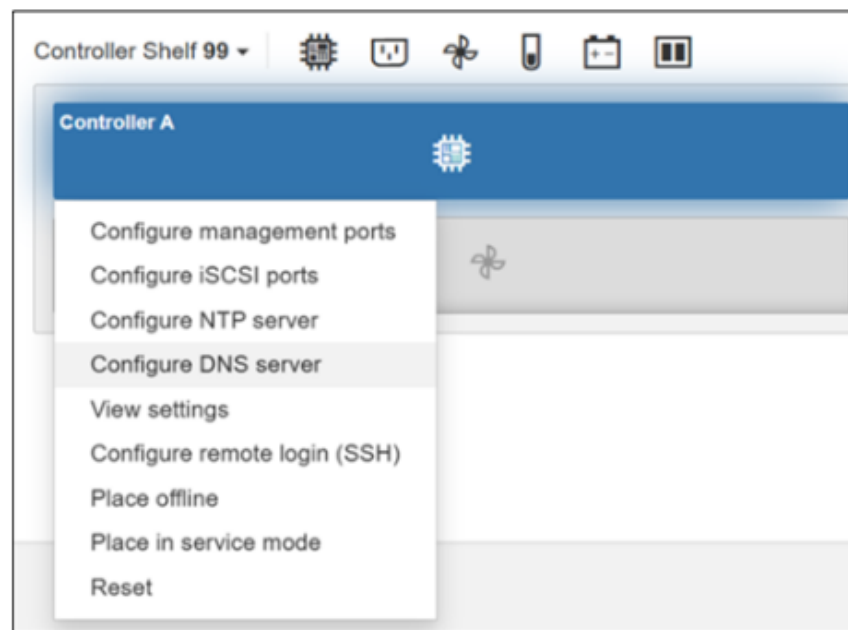 Controller Shelf 99
Controller A
Configure management ports
Configure iSCSI ports
Configure NTP server
Configure DNS server
View settings
Configure remote login (SSH)
Place offline
Place in service mode
Reset